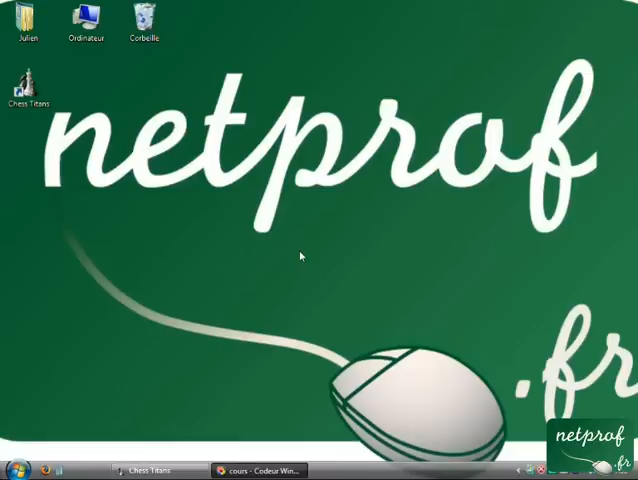 Julien
Ordinateur
Corbeille
Chess Titans
netprof
.fr
netprof
.fr
Chess Titans
cours - Codeur Win...